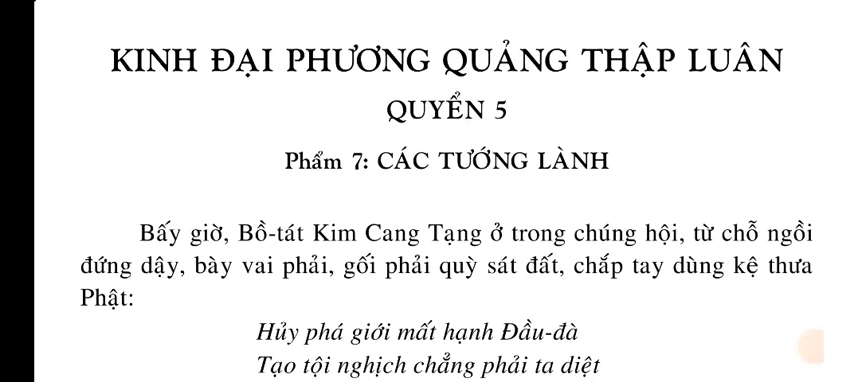 KINH ĐẠI PHƯƠNG QUẢNG THẬP LUÂN
QUYỂN 5
Phẩm 7: CÁC TƯỚNG LÀNH
Bấy giờ, Bồ-tát Kim Cang Tạng ở trong chúng hội, từ chỗ ngồi
đứng dậy, bày vai phải, gối phải quỳ sát đất, chắp tay dùng kệ thưa
Phật:
Hủy phá giới mất hạnh Đầu-đà
Tạo tội nghịch chẳng phải ta diệt